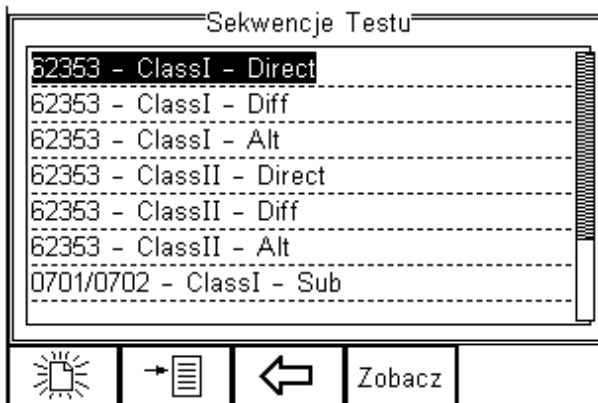 Sekwencje Testu
62353 - ClassI - Direct
62353 - ClassI - Diff
62353 - ClassI - Alt
62353 - ClassII - Direct
62353 - ClassII - Diff
62353 - ClassII - Alt
0701/0702 - ClassI - Sub
Zobacz